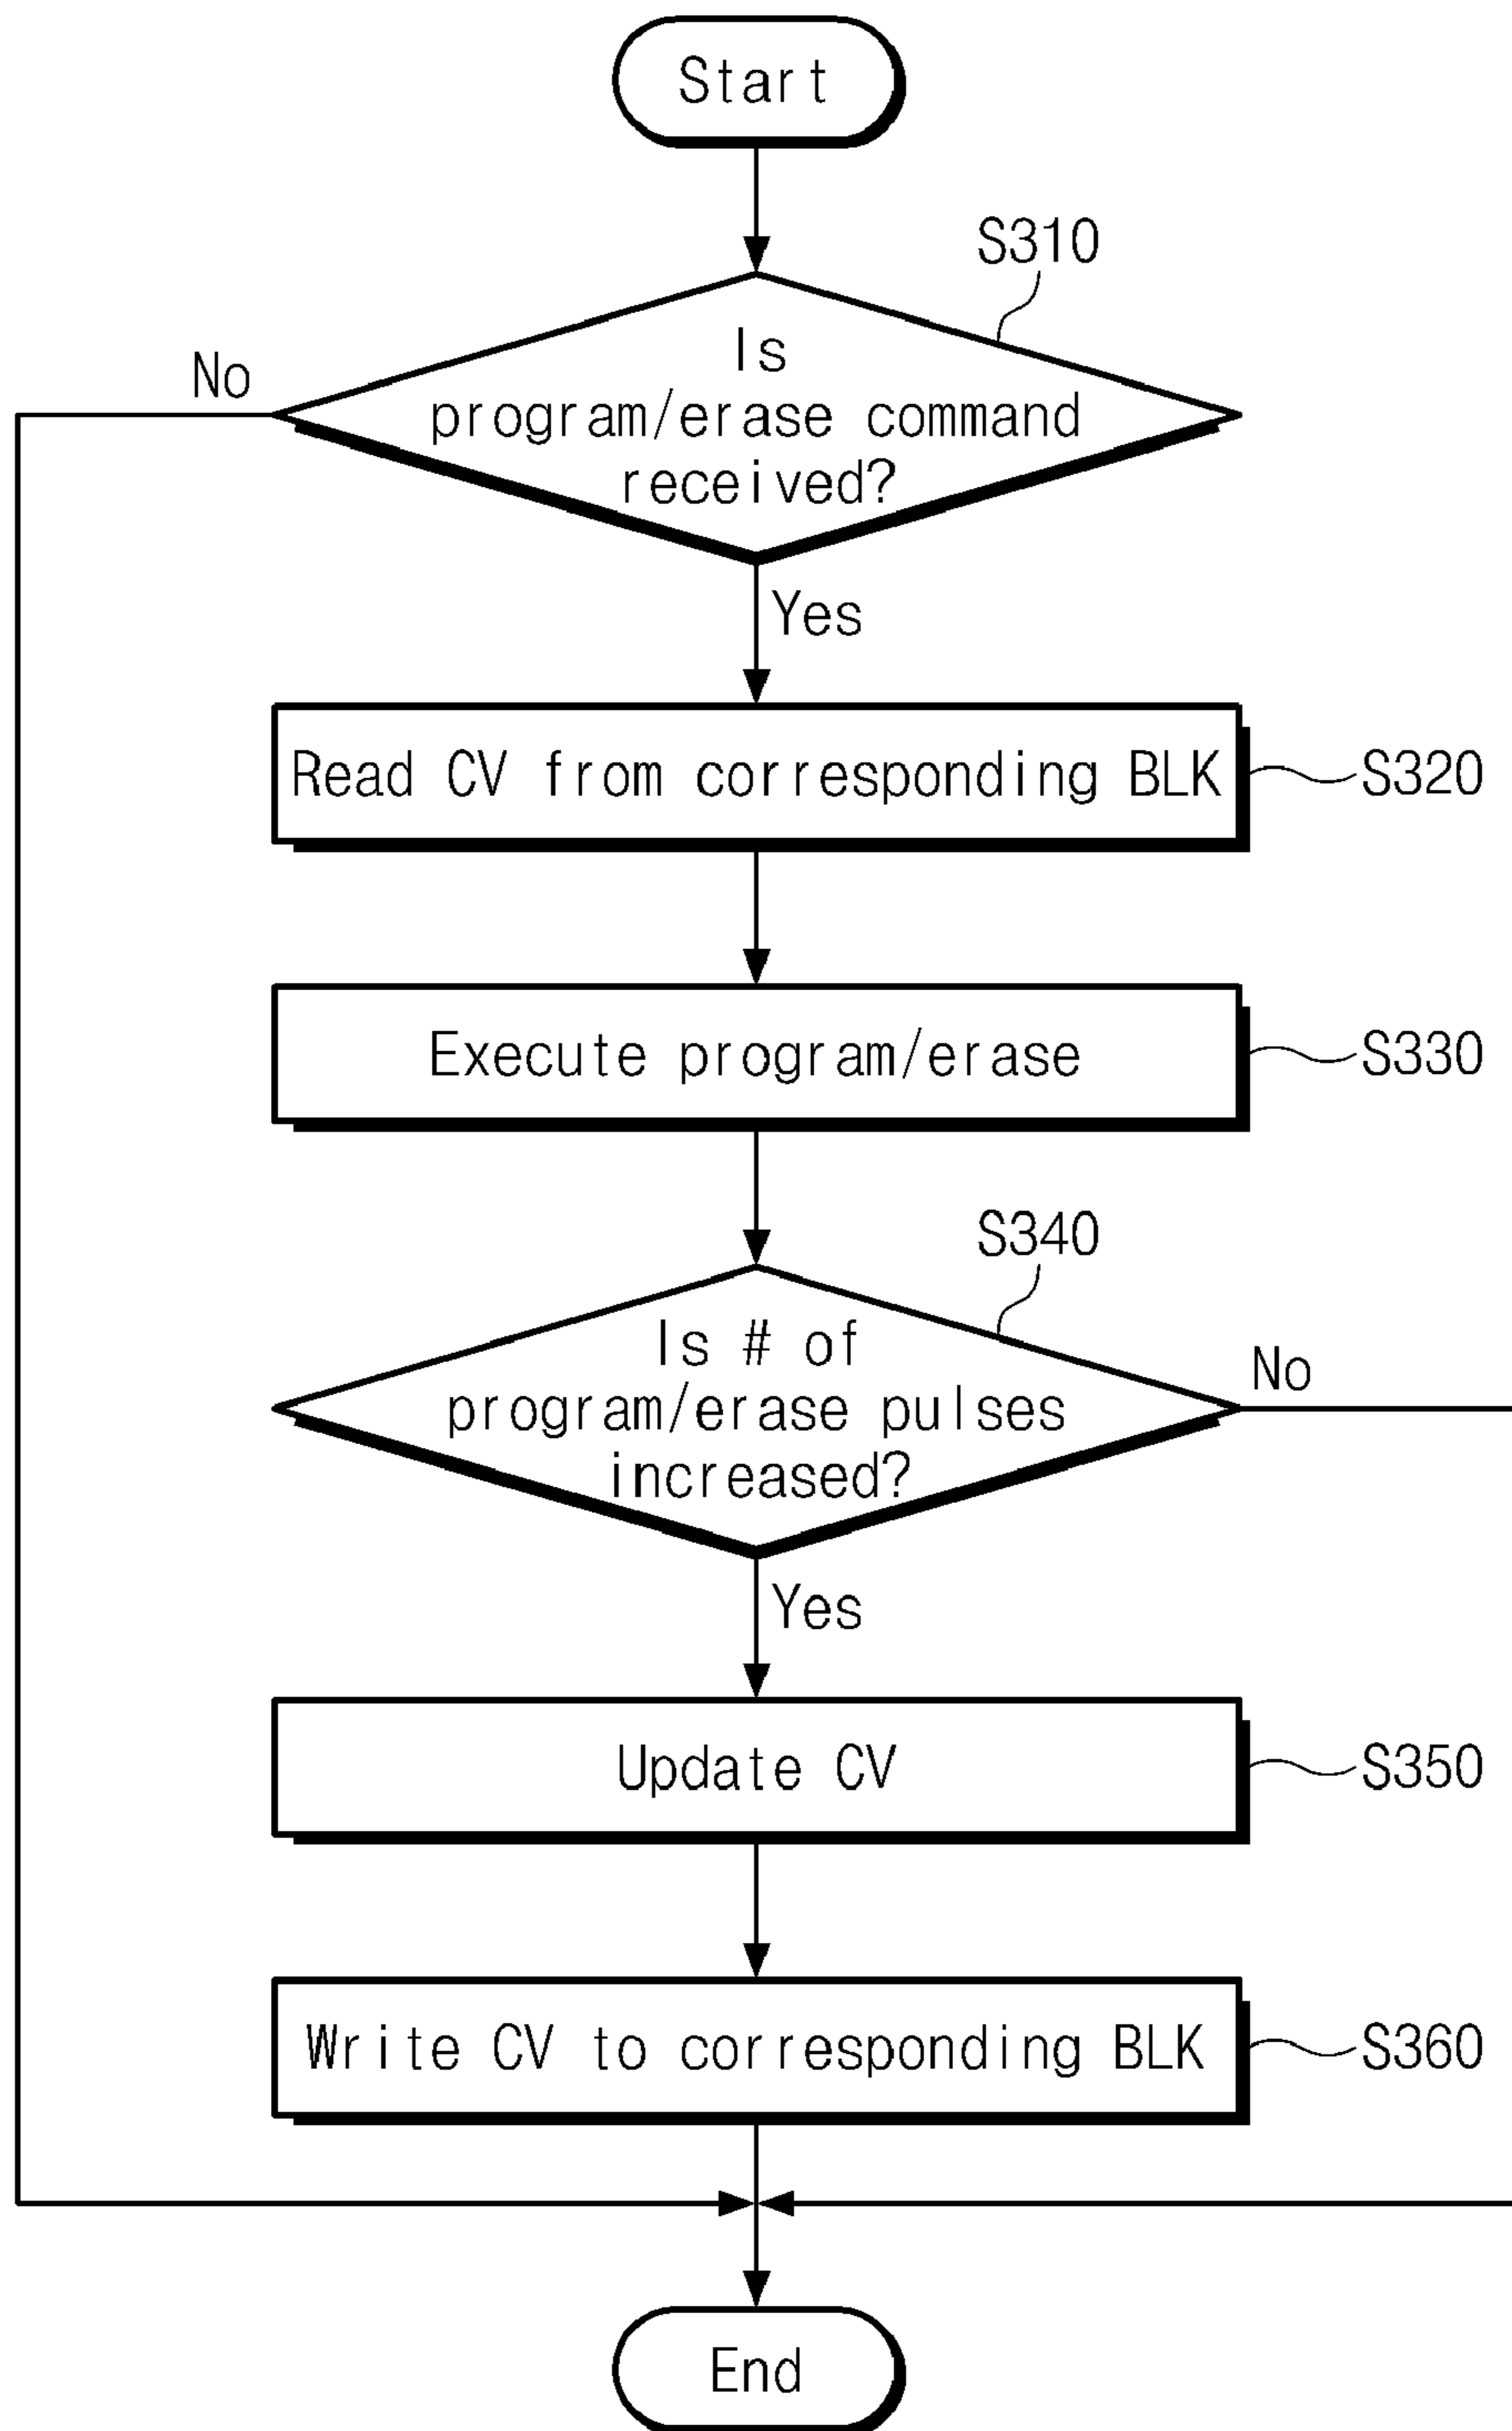 Start
S310
Is
program/erase command
received?
No
Yes
Read CV from corresponding BLK
S320
Execute program/erase
S330
S340
Is # of
program/erase pulses
increased?
No
Yes
Update CV
S350
Write CV to corresponding BLK
S360
End